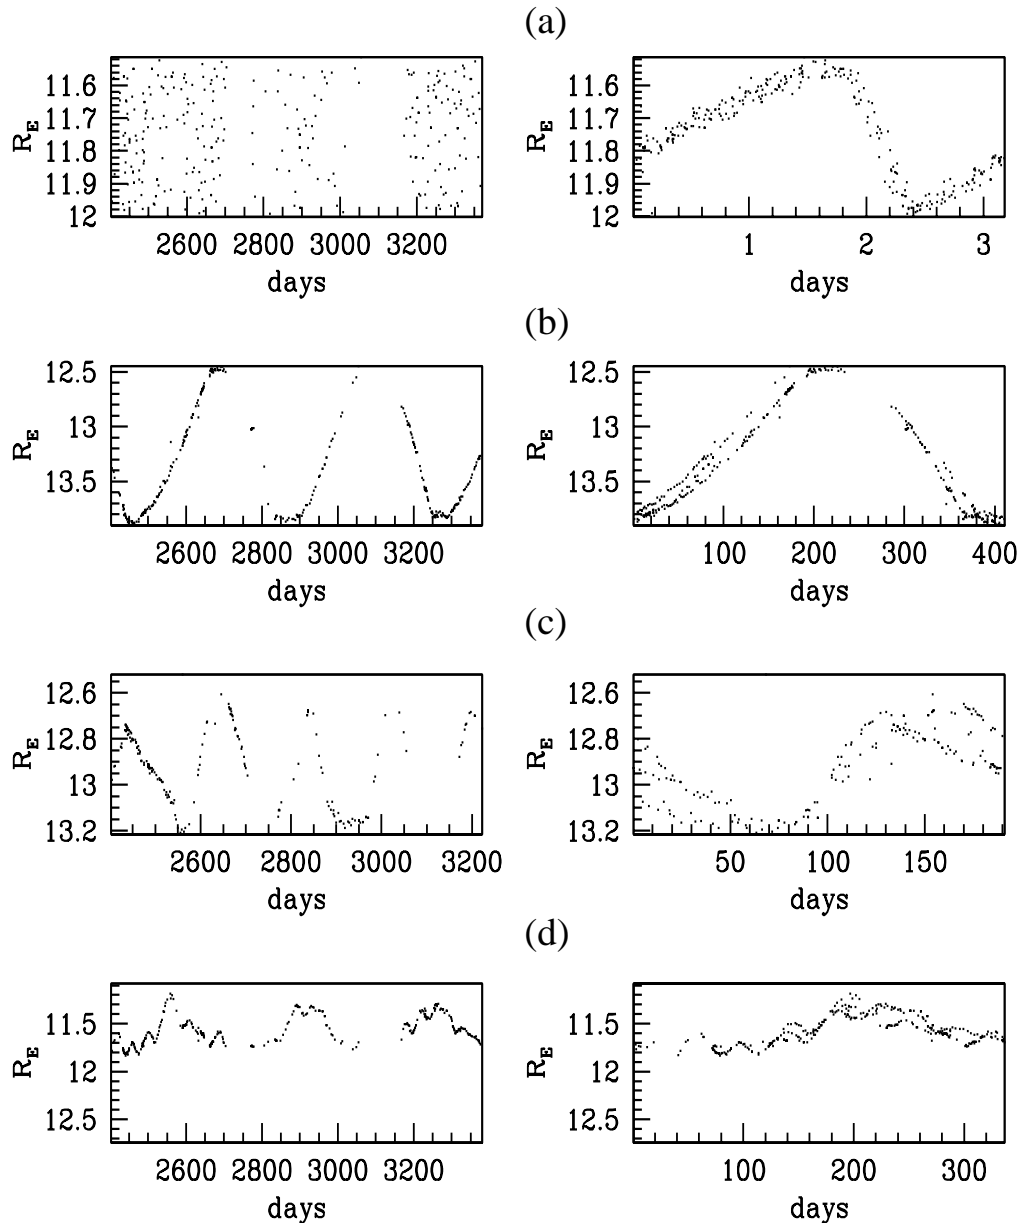 (a)
R_E
11.6
11.7
11.8
11.9
12
2600 2800 3000 3200
days
R_E
11.6
11.7
11.8
11.9
12
1 2 3
days
(b)
R_E
12.5
13
13.5
2600 2800 3000 3200
days
R_E
12.5
13
13.5
100 200 300 400
days
(c)
R_E
12.6
12.8
13
13.2
2600 2800 3000 3200
days
R_E
12.6
12.8
13
13.2
50 100 150
days
(d)
R_E
11.5
12
12.5
2600 2800 3000 3200
days
R_E
11.5
12
12.5
100 200 300
days